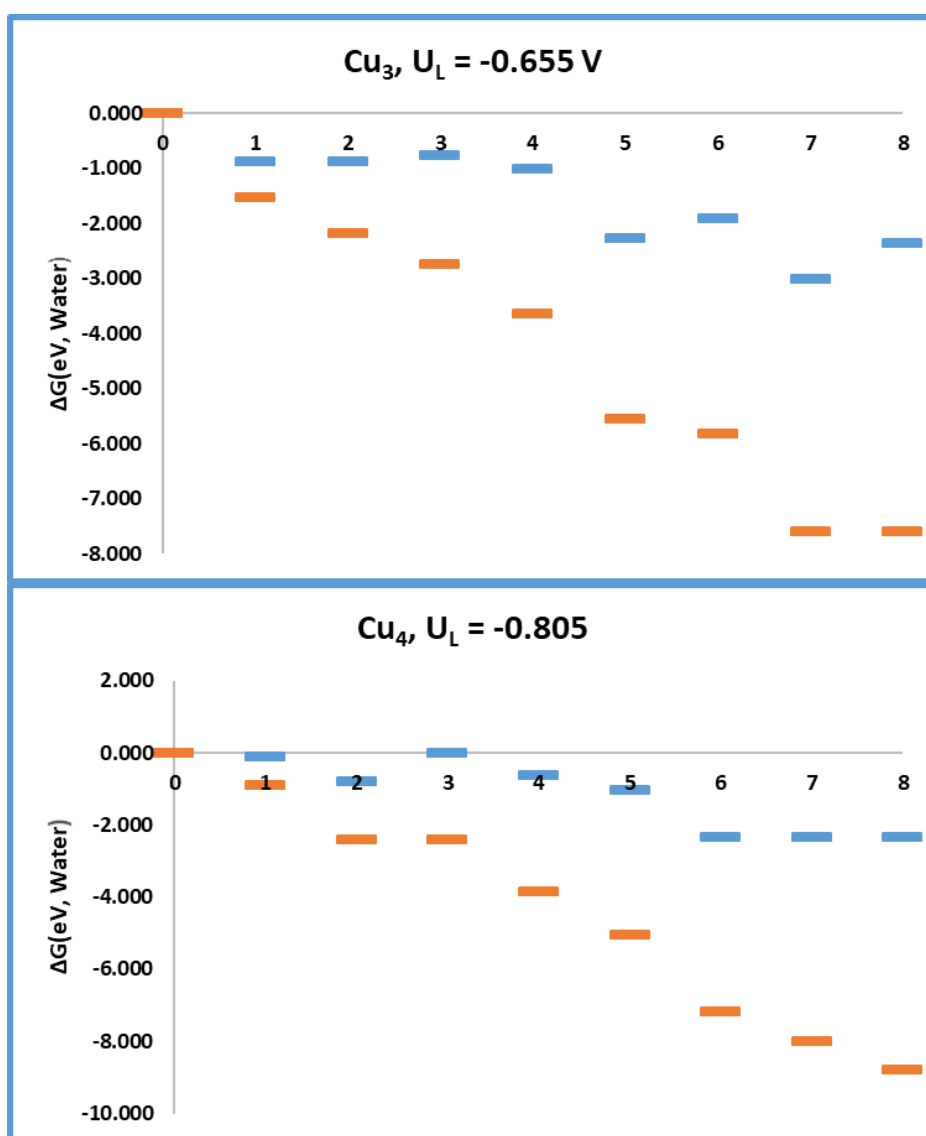 Cu₃, U_L = -0.655 V
0.000
0 1 2 3 4 5 6 7 8
-1.000
-2.000
-3.000
-4.000
-5.000
-6.000
-7.000
-8.000
ΔG(eV, Water)
Cu₄, U_L = -0.805
2.000
0.000
0 1 2 3 4 5 6 7 8
-2.000
-4.000
-6.000
-8.000
-10.000
ΔG(eV, Water)